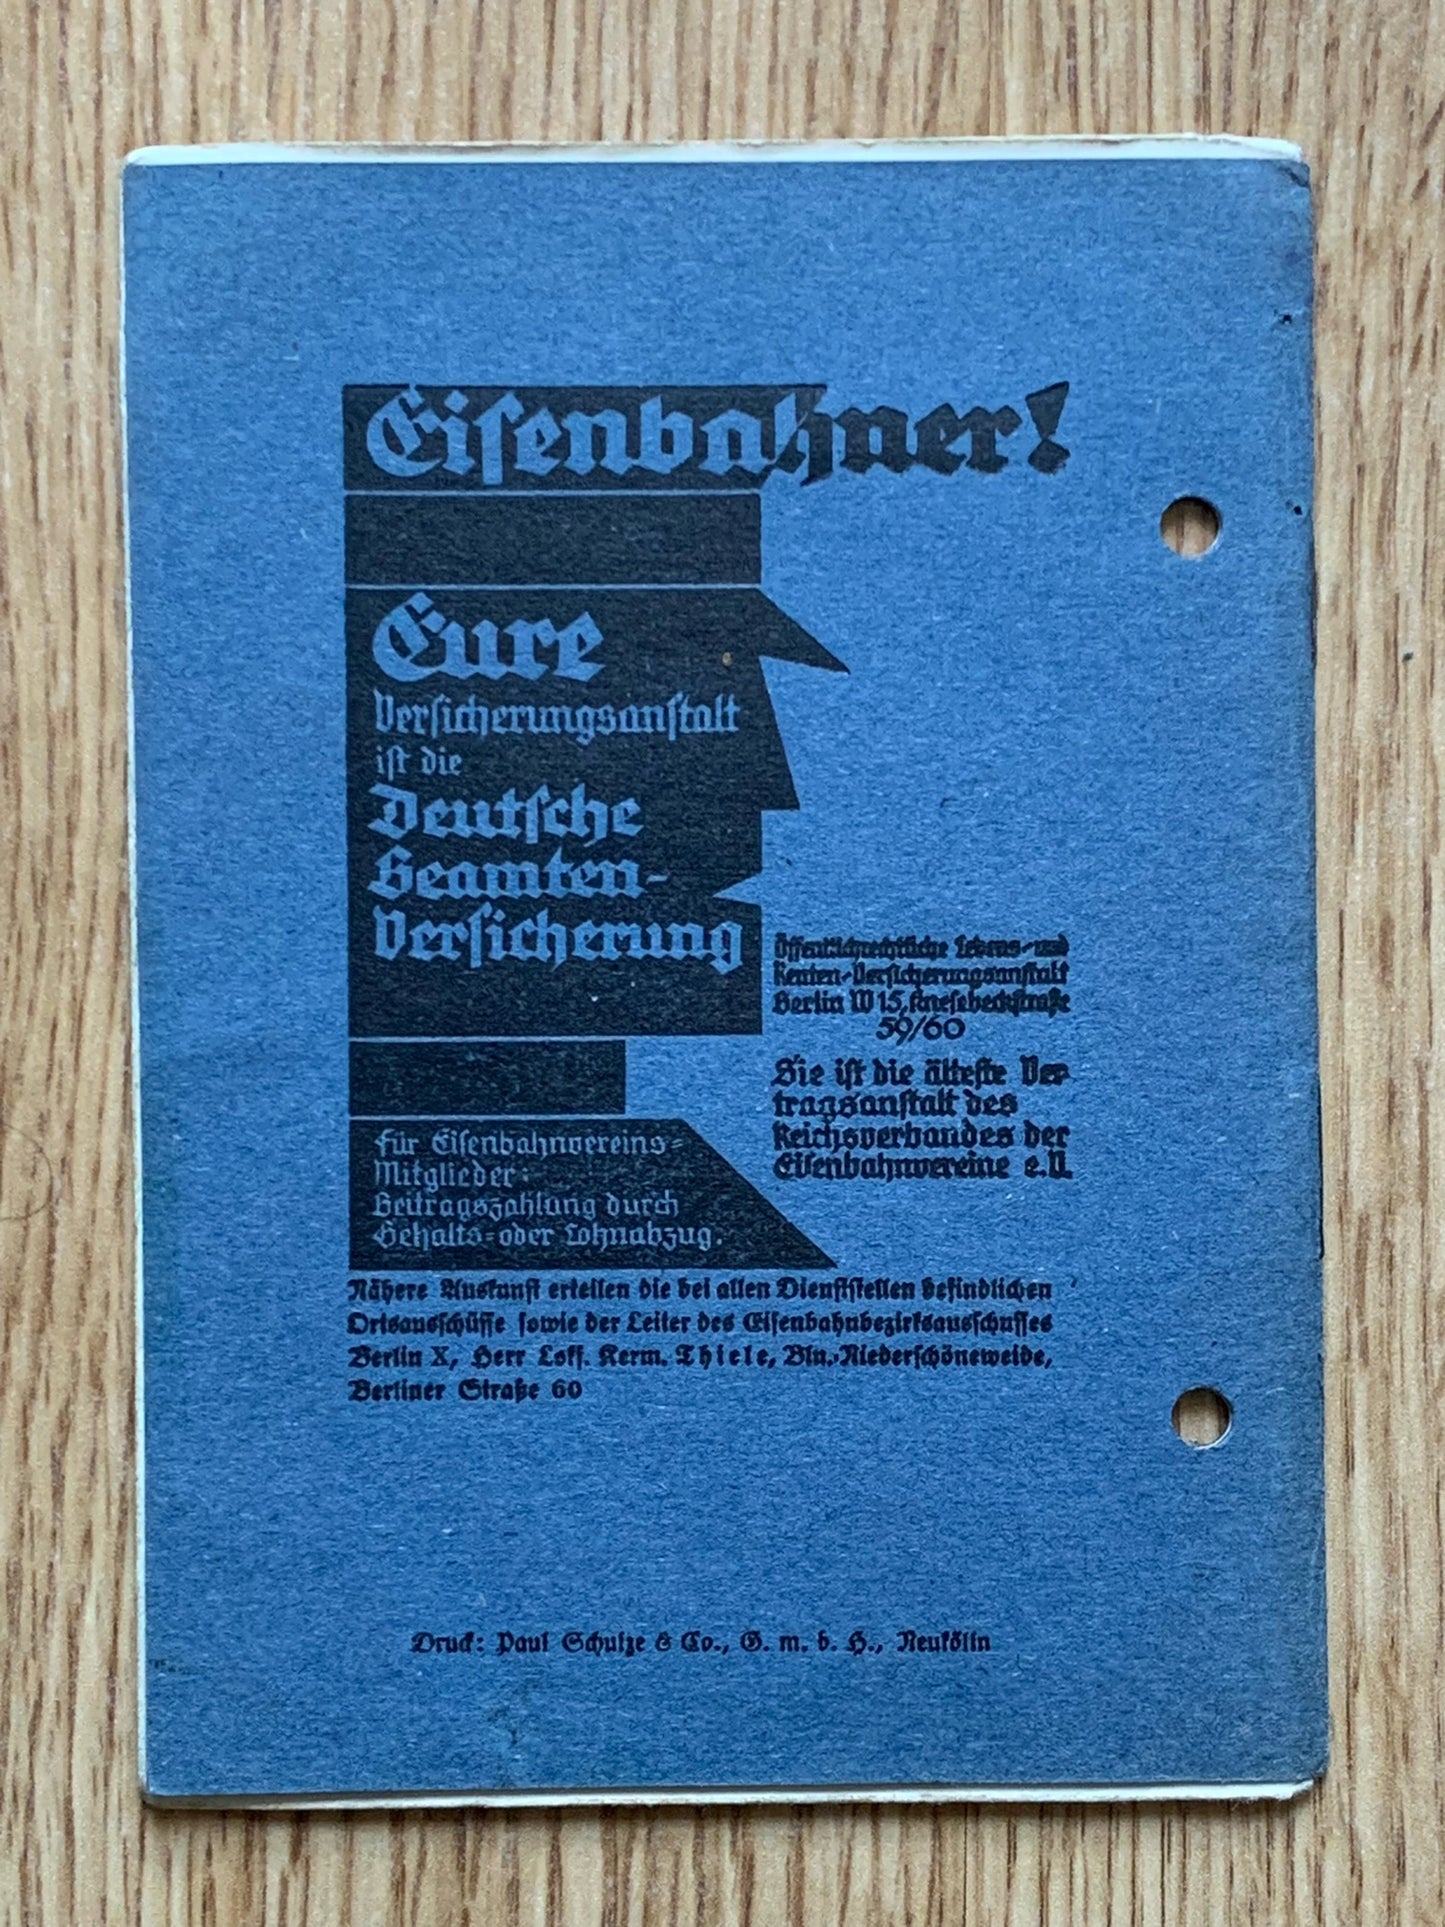 Eisenbahner!
Eure
Versicherungsanstalt
ist die
Deutsche
Beamten-
Versicherung
Öffentlichrechtliche Lebens- und
Renten-Versicherungsanstalt
Berlin W 15, Knesebeckstraße
59/60
Sie ist die älteste Ver-
tragsanstalt des
Reichsverbandes der
Eisenbahnvereine e.V.
für Eisenbahnvereins-
Mitglieder:
Beitragszahlung durch
Gehalts- oder Lohnabzug.
Nähere Auskunft erteilen die bei allen Dienststellen befindlichen
Ortsausschüsse sowie der Leiter des Eisenbahnbezirksausschusses
Berlin X, Herr Lokf. Herm. Thiele, Bln.-Niederschöneweide,
Berliner Straße 60
Druck: Paul Schulze & Co., G. m. b. H., Neukölln